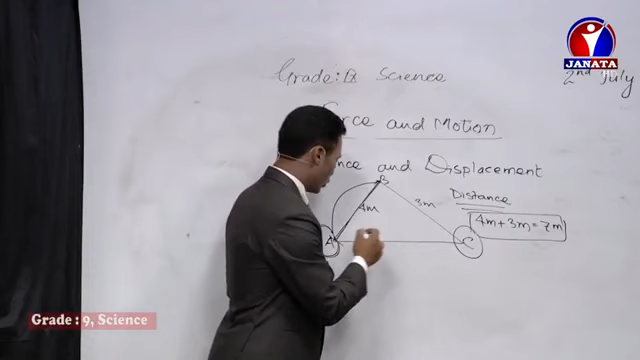 JANATA
Grade: IX Science
2nd July
Force and Motion
nce and Displacement
B
4m
3m
Distance
4m+3m=7m
A
C
Grade : 9, Science